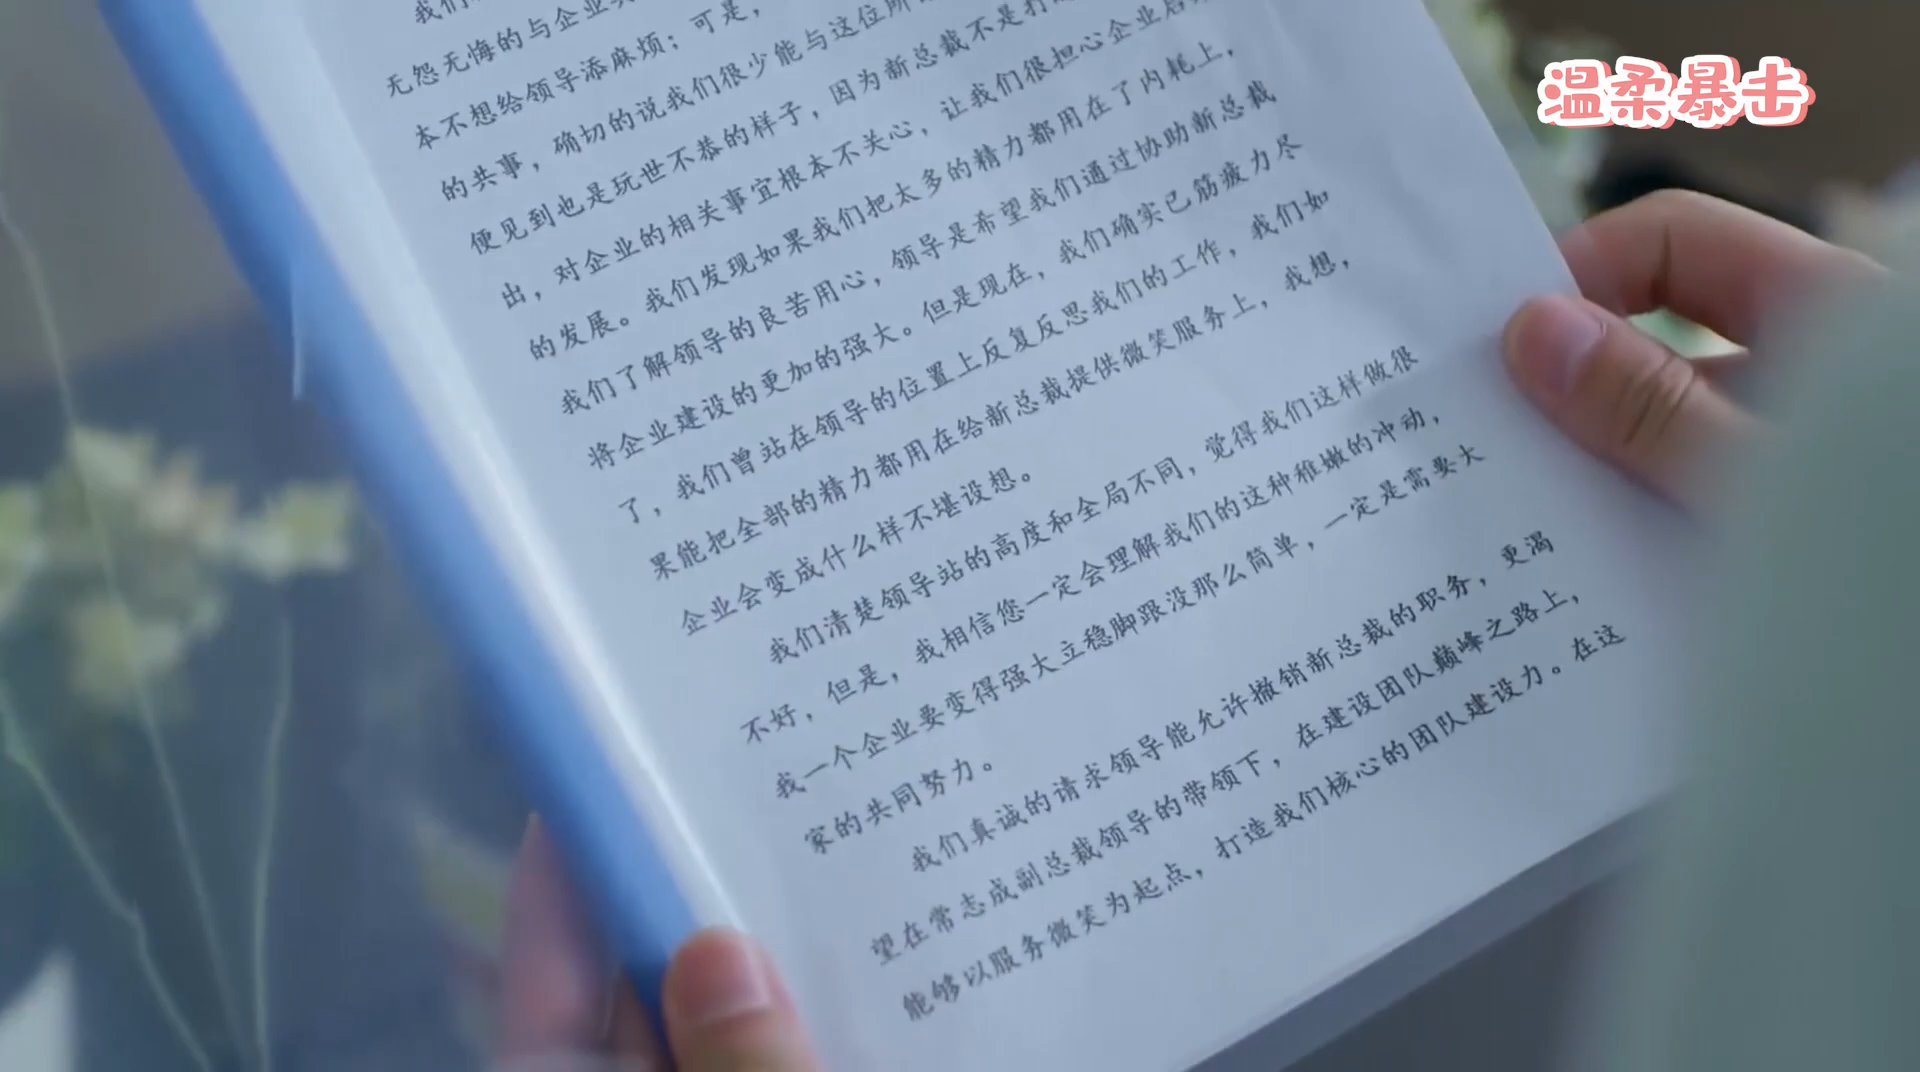 我们
无怨无悔的与企业
本不想给领导添麻烦；可是，
的共事，确切的说我们很少能与这位所
便见到也是玩世不恭的样子，因为新总裁不是打
出，对企业的相关事宜根本不关心，让我们很担心企业后
的发展。我们发现如果我们把太多的精力都用在了内耗上，
我们了解领导的良苦用心，领导是希望我们通过协助新总裁
将企业建设的更加的强大。但是现在，我们确实已筋疲力尽
了，我们曾站在领导的位置上反复反思我们的工作，我们如
果能把全部的精力都用在给新总裁提供微笑服务上，我想，
企业会变成什么样不堪设想。
我们清楚领导站的高度和全局不同，觉得我们这样做很
不好，但是，我相信您一定会理解我们的这种稚嫩的冲动，
我一个企业要变得强大立稳脚跟没那么简单，一定是需要大
家的共同努力。
我们真诚的请求领导能允许撤销新总裁的职务，更渴
望在常志成副总裁领导的带领下，在建设团队巅峰之路上，
能够以服务微笑为起点，打造我们核心的团队建设力。在这
温柔暴击